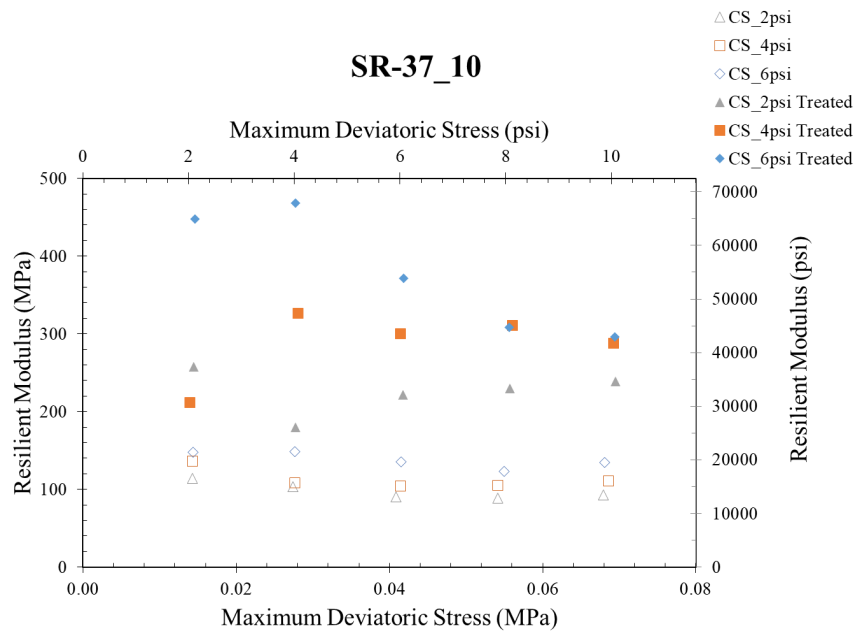 CS_2psi
CS_4psi
CS_6psi
CS_2psi Treated
CS_4psi Treated
CS_6psi Treated
SR-37_10
Maximum Deviatoric Stress (psi)
0 2 4 6 8 10
500
400
300
200
100
0
Resilient Modulus (MPa)
70000
60000
50000
40000
30000
20000
10000
0
Resilient Modulus (psi)
0.00 0.02 0.04 0.06 0.08
Maximum Deviatoric Stress (MPa)